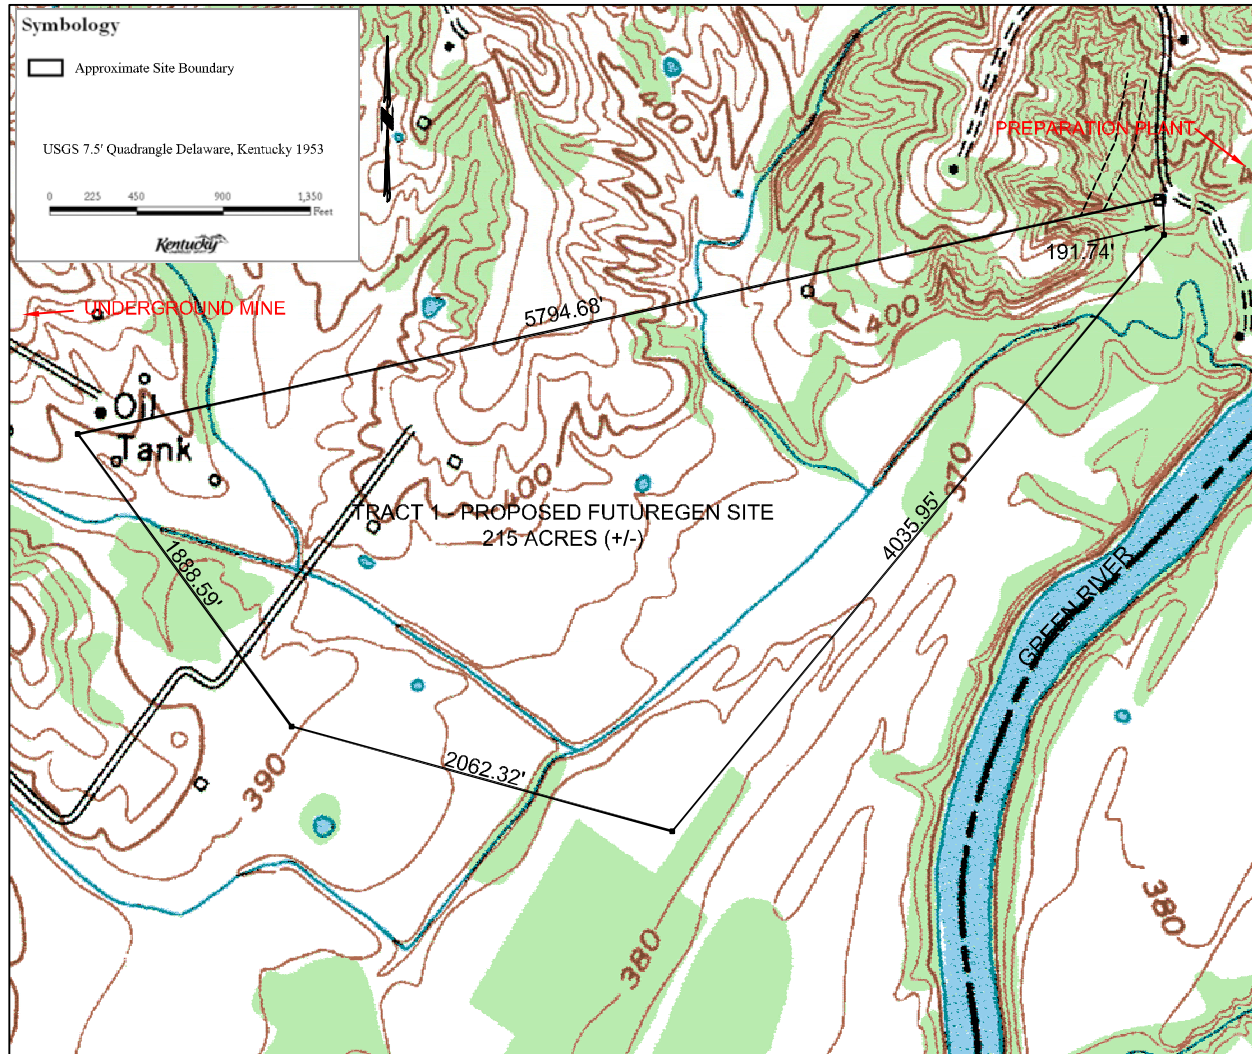 Symbology
Approximate Site Boundary
USGS 7.5' Quadrangle Delaware, Kentucky 1953
0 225 450 900 1,350
Feet
Kentucky
N
400
PREPARATION PLANT
191.74'
UNDERGROUND MINE
5794.68'
400
Oil
Tank
400
370
TRACT 1 - PROPOSED FUTUREGEN SITE
215 ACRES (+/-)
4035.95'
1888.59'
GREEN RIVER
390
2062.32'
380
380